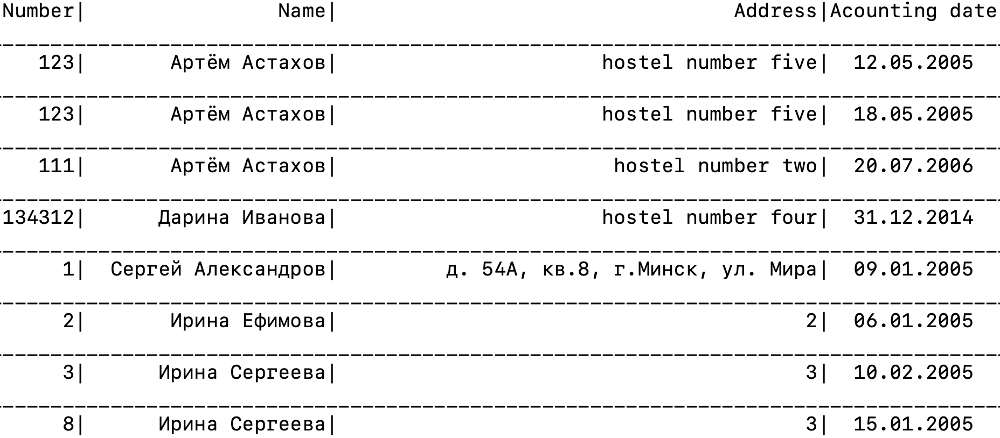 Number| Name| Address|Acounting date
123| Артём Астахов| hostel number five| 12.05.2005
123| Артём Астахов| hostel number five| 18.05.2005
111| Артём Астахов| hostel number two| 20.07.2006
134312| Дарина Иванова| hostel number four| 31.12.2014
1| Сергей Александров| д. 54А, кв.8, г.Минск, ул. Мира| 09.01.2005
2| Ирина Ефимова| 2| 06.01.2005
3| Ирина Сергеева| 3| 10.02.2005
8| Ирина Сергеева| 3| 15.01.2005